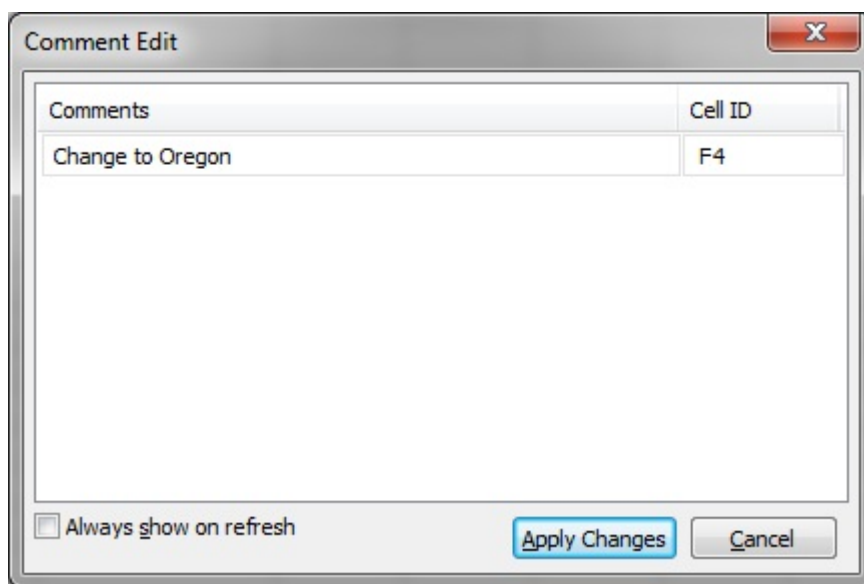 Comment Edit
Comments Cell ID
Change to Oregon F4
Always show on refresh Apply Changes Cancel